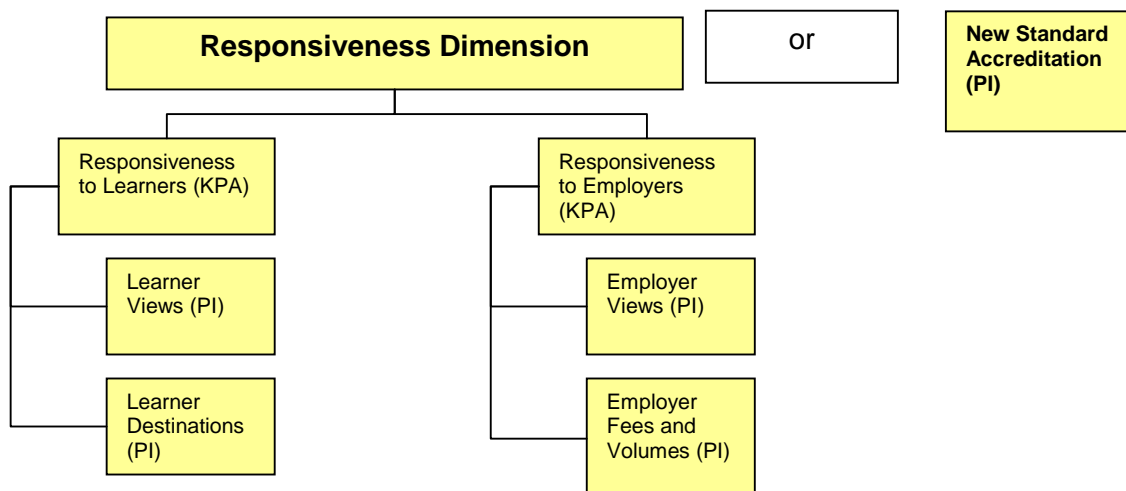 Responsiveness Dimension
or
New Standard
Accreditation
(PI)
Responsiveness
to Learners (KPA)
Responsiveness
to Employers
(KPA)
Learner
Views (PI)
Employer
Views (PI)
Learner
Destinations
(PI)
Employer
Fees and
Volumes (PI)